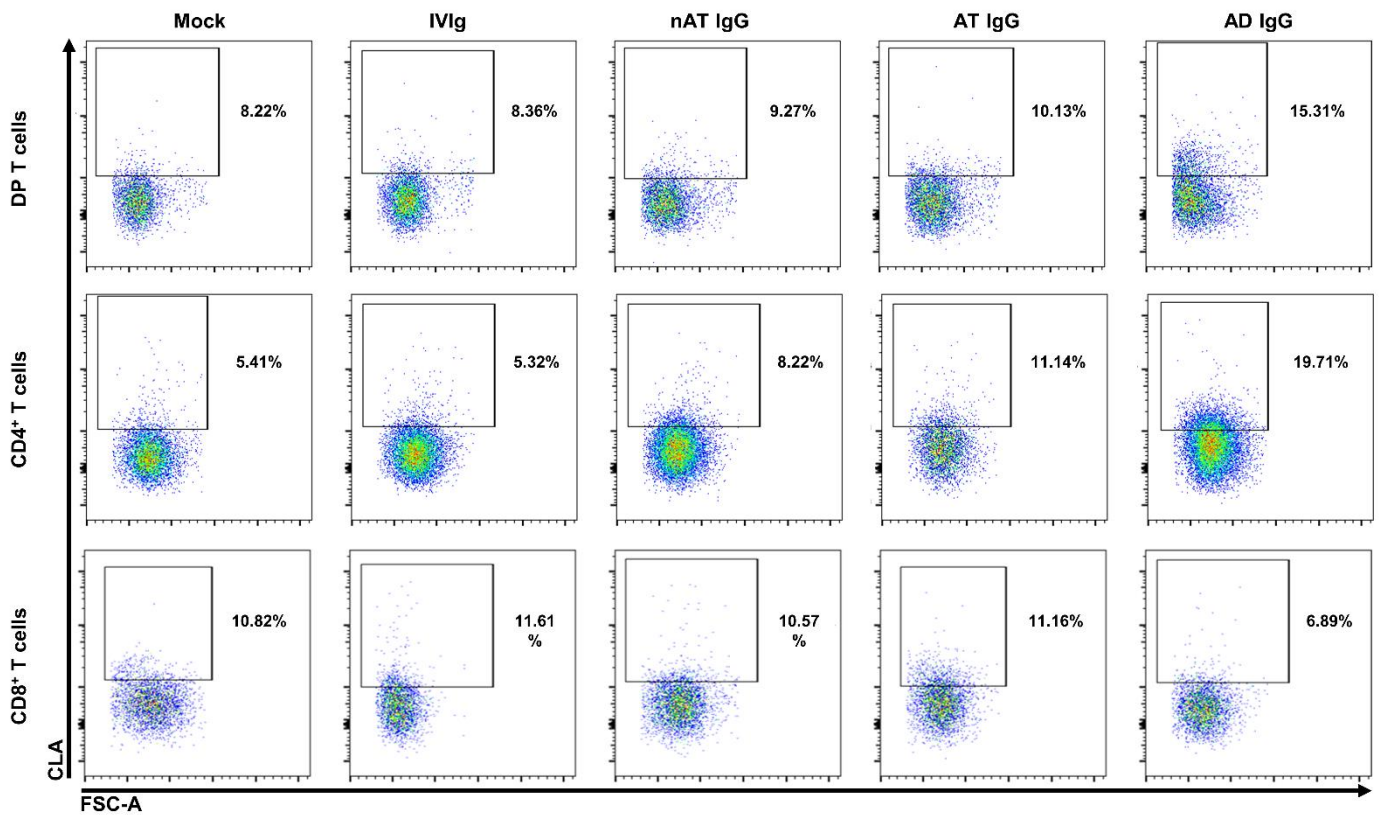 Mock IVIg nAT IgG AT IgG AD IgG
DP T cells
8.22% 8.36% 9.27% 10.13% 15.31%
CD4⁺ T cells
5.41% 5.32% 8.22% 11.14% 19.71%
CD8⁺ T cells
10.82% 11.61 10.57 11.16% 6.89%
% %
CLA
FSC-A